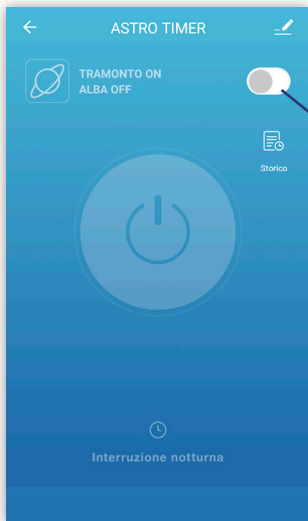 ASTRO TIMER
TRAMONTO ON
ALBA OFF
Storico
Interruzione notturna